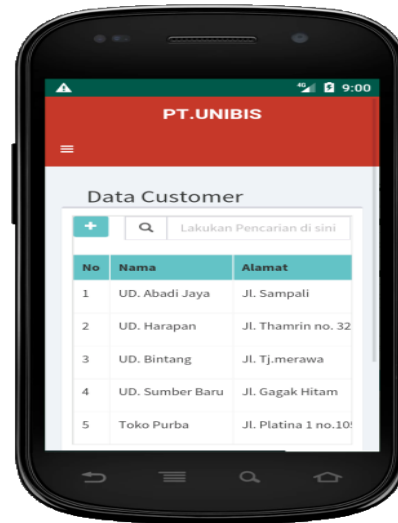 4G 9:00
PT.UNIBIS
Data Customer
+ Lakukan Pencarian di sini
No Nama Alamat
1 UD. Abadi Jaya Jl. Sampali
2 UD. Harapan Jl. Thamrin no. 32
3 UD. Bintang Jl. Tj.merawa
4 UD. Sumber Baru Jl. Gagak Hitam
5 Toko Purba Jl. Platina 1 no.105